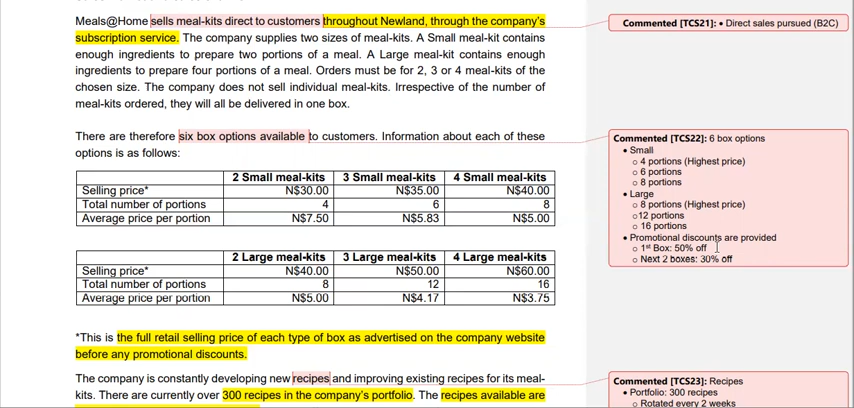 Meals@Home sells meal-kits direct to customers throughout Newland, through the company's
subscription service. The company supplies two sizes of meal-kits. A Small meal-kit contains
enough ingredients to prepare two portions of a meal. A Large meal-kit contains enough
ingredients to prepare four portions of a meal. Orders must be for 2, 3 or 4 meal-kits of the
chosen size. The company does not sell individual meal-kits. Irrespective of the number of
meal-kits ordered, they will all be delivered in one box.
There are therefore six box options available to customers. Information about each of these
options is as follows:
2 Small meal-kits 3 Small meal-kits 4 Small meal-kits
Selling price* N$30.00 N$35.00 N$40.00
Total number of portions 4 6 8
Average price per portion N$7.50 N$5.83 N$5.00
2 Large meal-kits 3 Large meal-kits 4 Large meal-kits
Selling price* N$40.00 N$50.00 N$60.00
Total number of portions 8 12 16
Average price per portion N$5.00 N$4.17 N$3.75
*This is the full retail selling price of each type of box as advertised on the company website
before any promotional discounts.
The company is constantly developing new recipes and improving existing recipes for its meal-
kits. There are currently over 300 recipes in the company's portfolio. The recipes available are
Commented [TCS21]: • Direct sales pursued (B2C)
Commented [TCS22]: 6 box options
• Small
o 4 portions (Highest price)
o 6 portions
o 8 portions
• Large
o 8 portions (Highest price)
o 12 portions
o 16 portions
• Promotional discounts are provided
o 1st Box: 50% off
o Next 2 boxes: 30% off
Commented [TCS23]: Recipes
• Portfolio: 300 recipes
o Rotated every 2 weeks